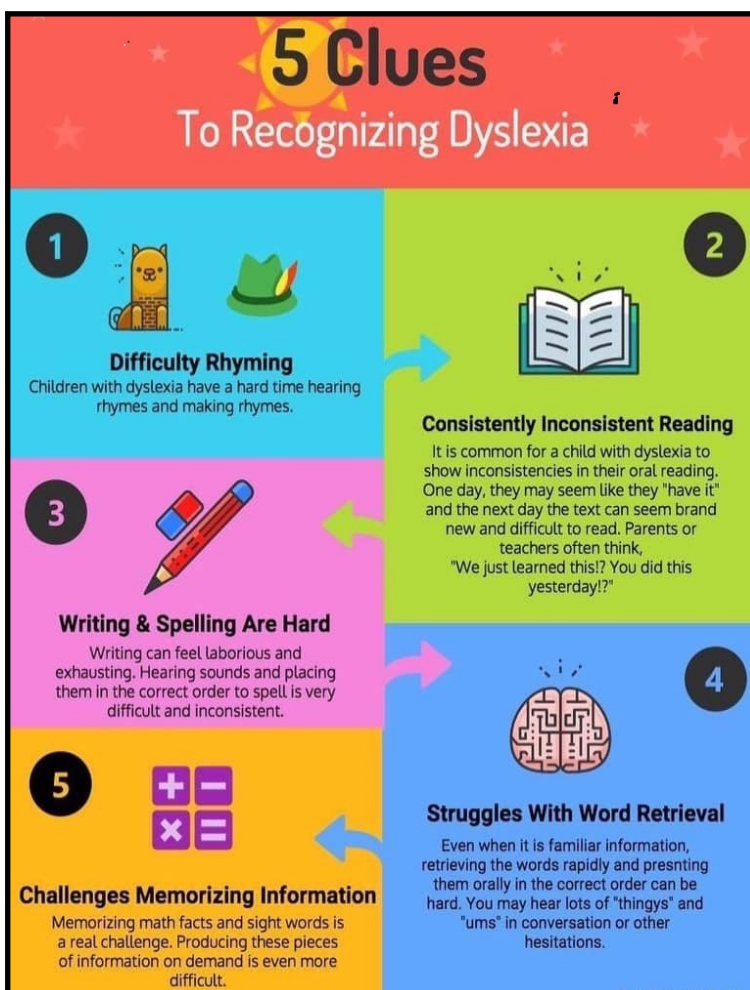 5 Clues
To Recognizing Dyslexia
1
Difficulty Rhyming
Children with dyslexia have a hard time hearing
rhymes and making rhymes.
2
Consistently Inconsistent Reading
It is common for a child with dyslexia to
show inconsistencies in their oral reading.
One day, they may seem like they "have it"
and the next day the text can seem brand
new and difficult to read. Parents or
teachers often think,
"We just learned this!? You did this
yesterday!?"
3
Writing & Spelling Are Hard
Writing can feel laborious and
exhausting. Hearing sounds and placing
them in the correct order to spell is very
difficult and inconsistent.
4
Struggles With Word Retrieval
Even when it is familiar information,
retrieving the words rapidly and presnting
them orally in the correct order can be
hard. You may hear lots of "thingys" and
"ums" in conversation or other
hesitations.
5
Challenges Memorizing Information
Memorizing math facts and sight words is
a real challenge. Producing these pieces
of information on demand is even more
difficult.